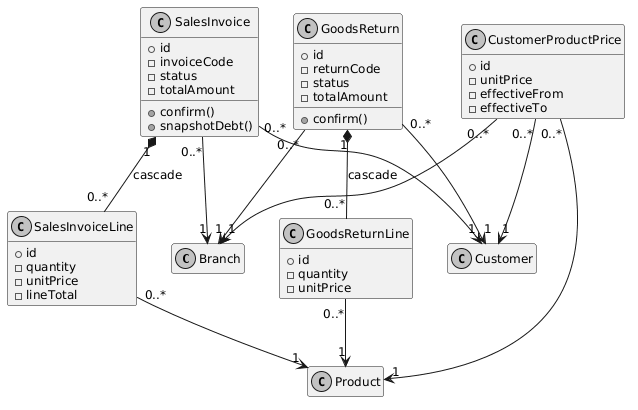 C SalesInvoice
id
invoiceCode
status
totalAmount
confirm()
snapshotDebt()
C GoodsReturn
id
returnCode
status
totalAmount
confirm()
C CustomerProductPrice
id
unitPrice
effectiveFrom
effectiveTo
1
0..*
0..*
0..*
1
0..*
0..*
0..*
0..*
cascade
cascade
0..*
0..*
C SalesInvoiceLine
id
quantity
unitPrice
lineTotal
1
1
1
C Branch
C GoodsReturnLine
id
quantity
unitPrice
1
1
1
C Customer
0..*
0..*
1
1
1
C Product